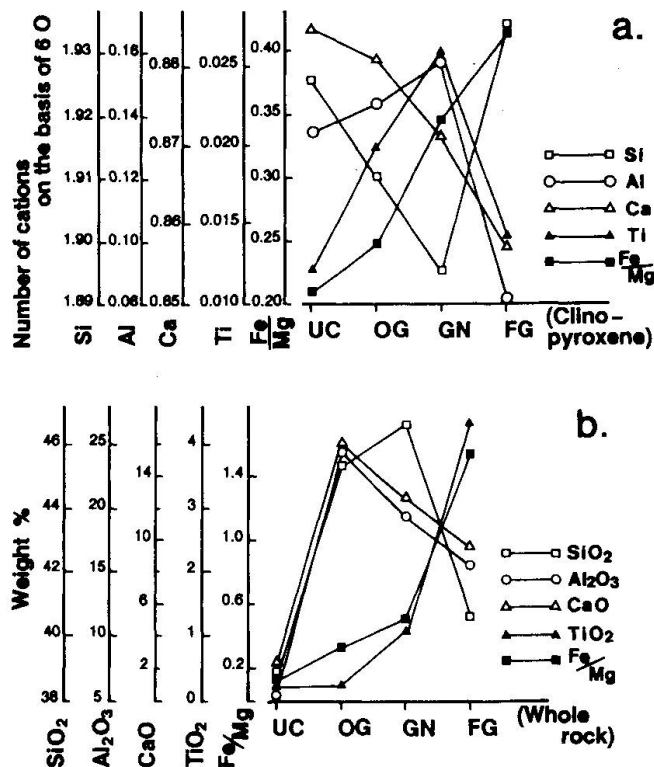 a.
Number of cations
on the basis of 6 O
1.93 0.16 0.88 0.025 0.40
1.92 0.14 0.87 0.020 0.35
0.12 0.30
1.90 0.10 0.86 0.015 0.25
1.89 0.08 0.85 0.010 0.20
Si Al Ca Ti Fe/Mg
UC OG GN FG (Clino-
pyroxene)
Si
Al
Ca
Ti
Fe/Mg
b.
Weight %
46 25 14 4 1.4
44 20 3
10 1.0
42 15 2
6 0.6
40 10 1
2 0.2
38 5 0
SiO2 Al2O3 CaO TiO2 Fe/Mg
UC OG GN FG (Whole
rock)
SiO2
Al2O3
CaO
TiO2
Fe/Mg